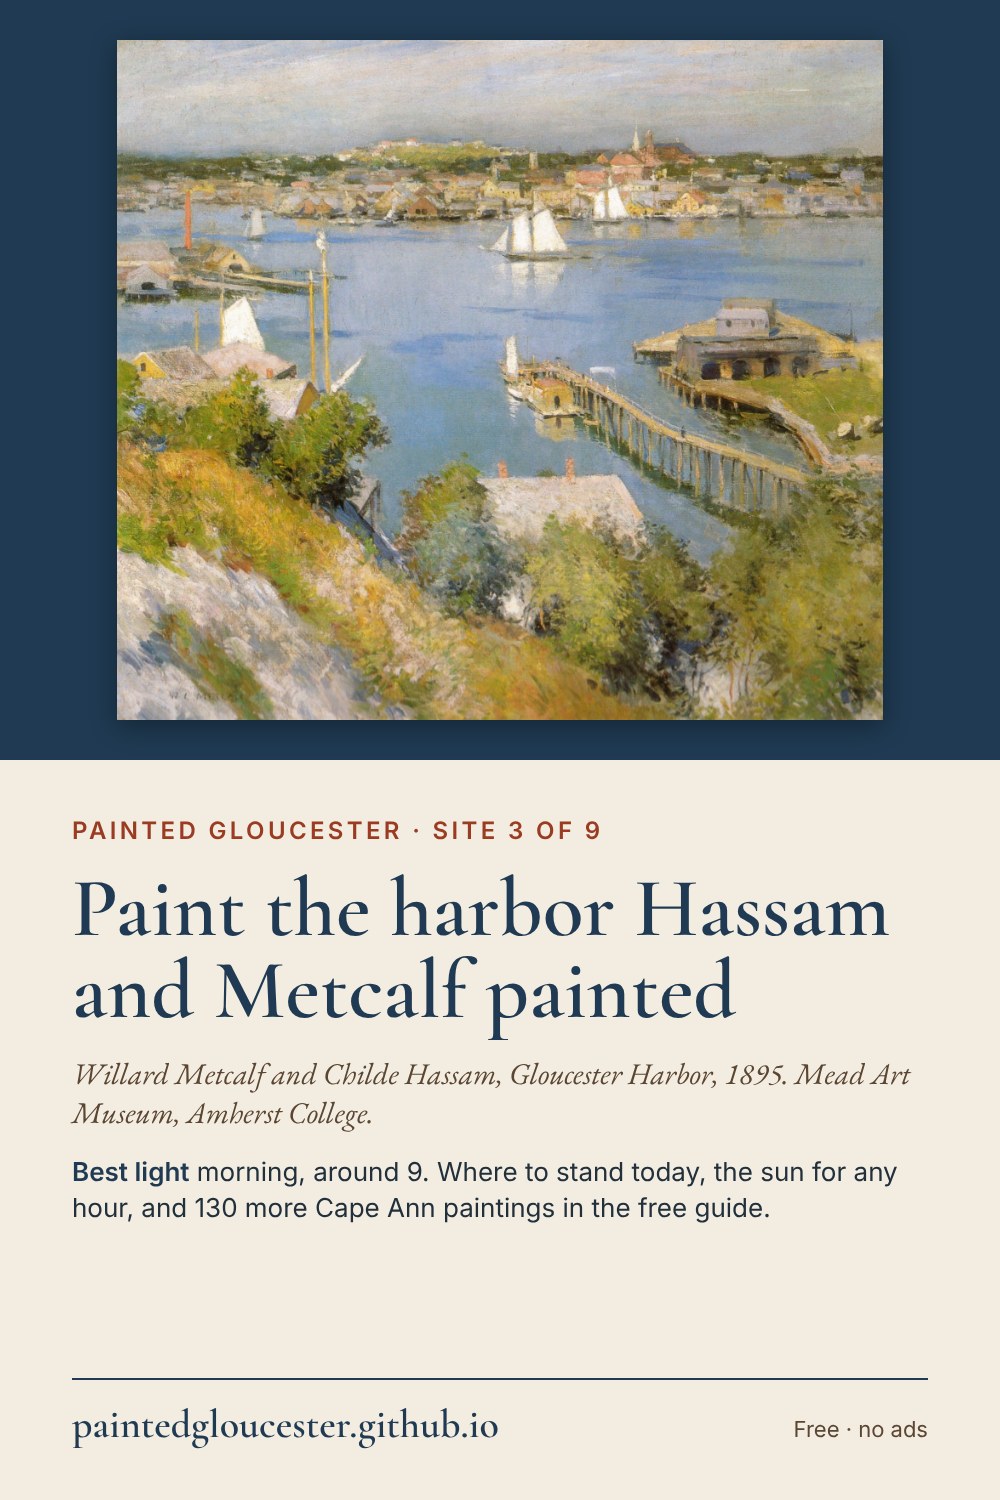 PAINTED GLOUCESTER · SITE 3 OF 9
Paint the harbor Hassam
and Metcalf painted
Willard Metcalf and Childe Hassam, Gloucester Harbor, 1895. Mead Art
Museum, Amherst College.
Best light morning, around 9. Where to stand today, the sun for any
hour, and 130 more Cape Ann paintings in the free guide.
paintedgloucester.github.io
Free · no ads